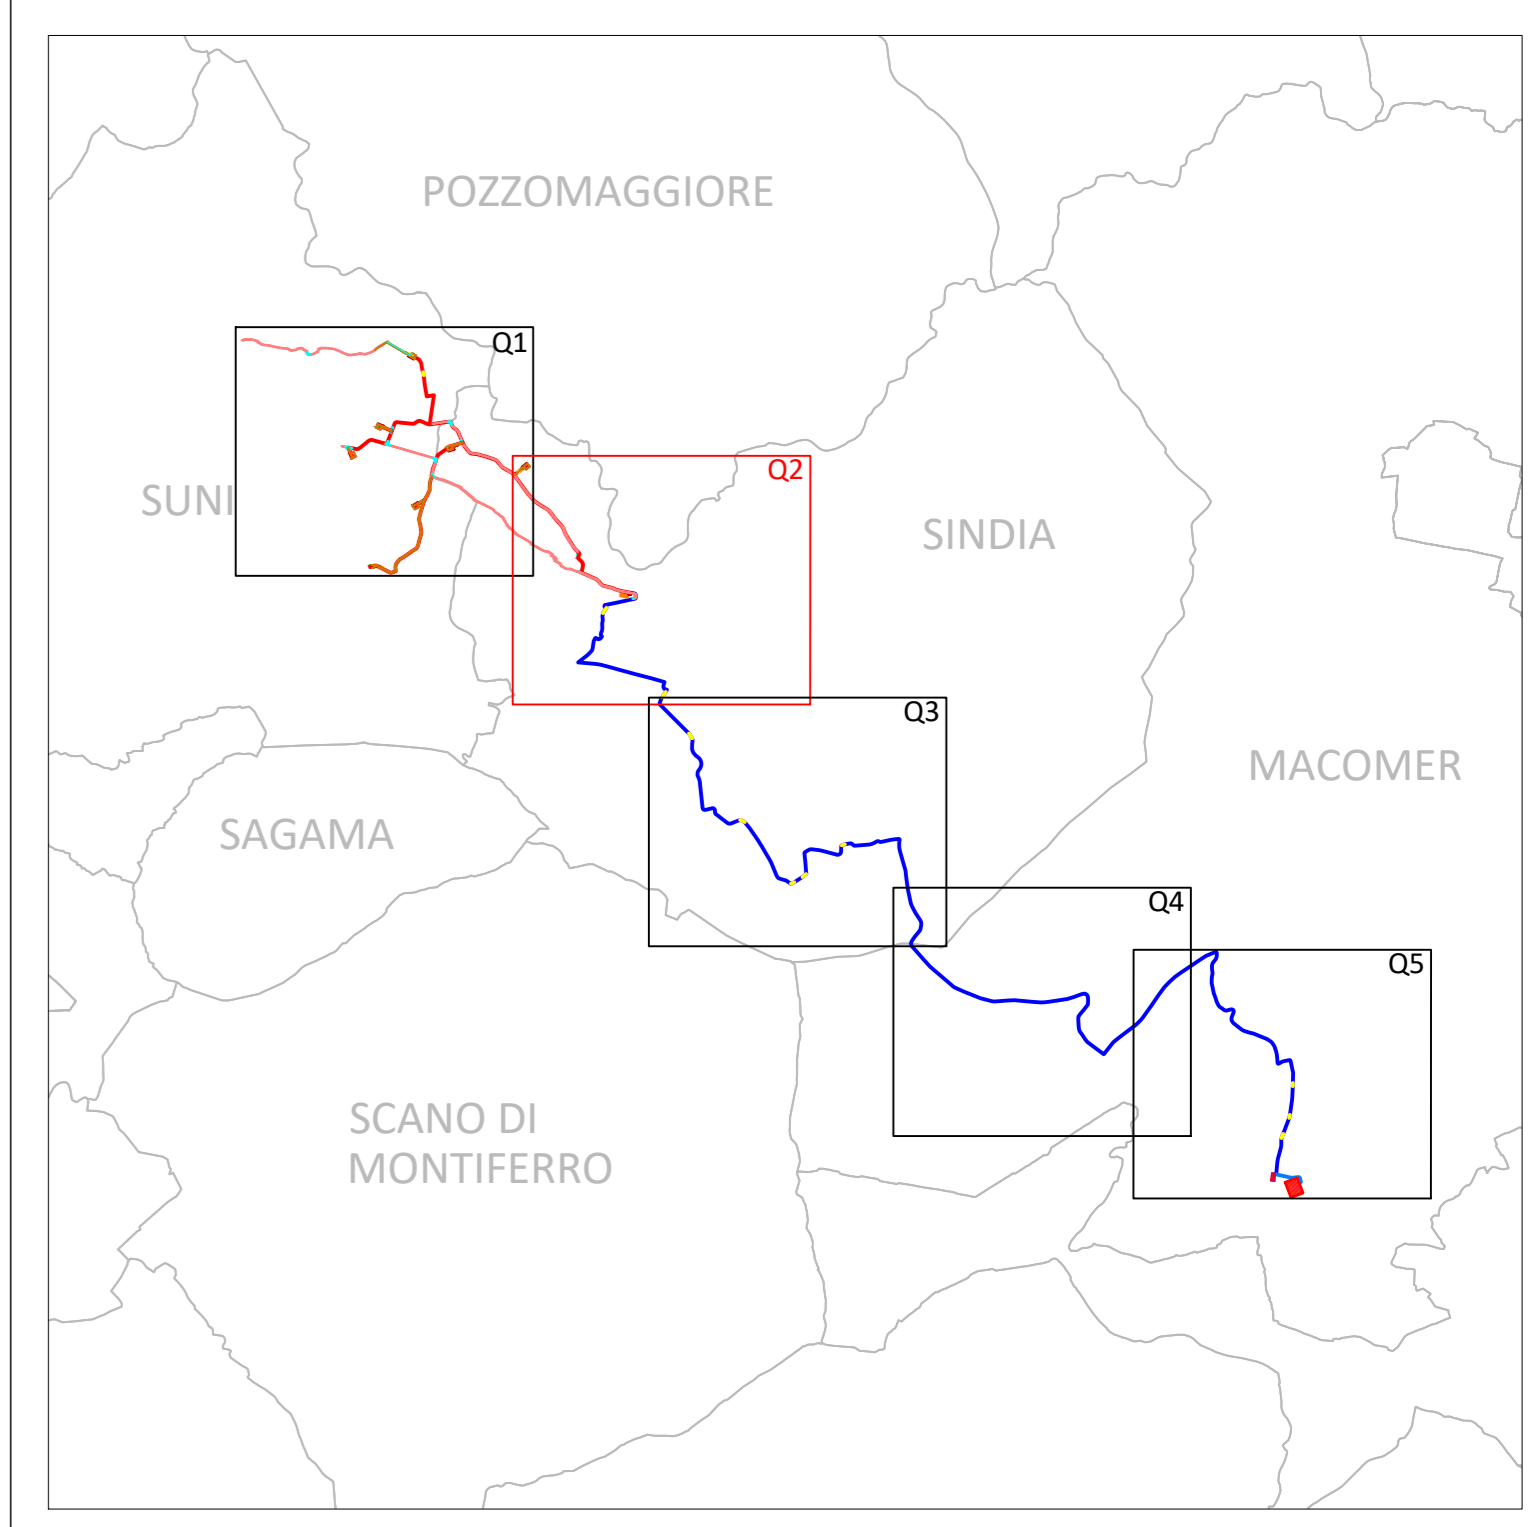 POZZOMAGGIORE
Q1
Q2
SUNI
SINDIA
Q3
MACOMER
SAGAMA
Q4
Q5
SCANO DI
MONTIFERRO